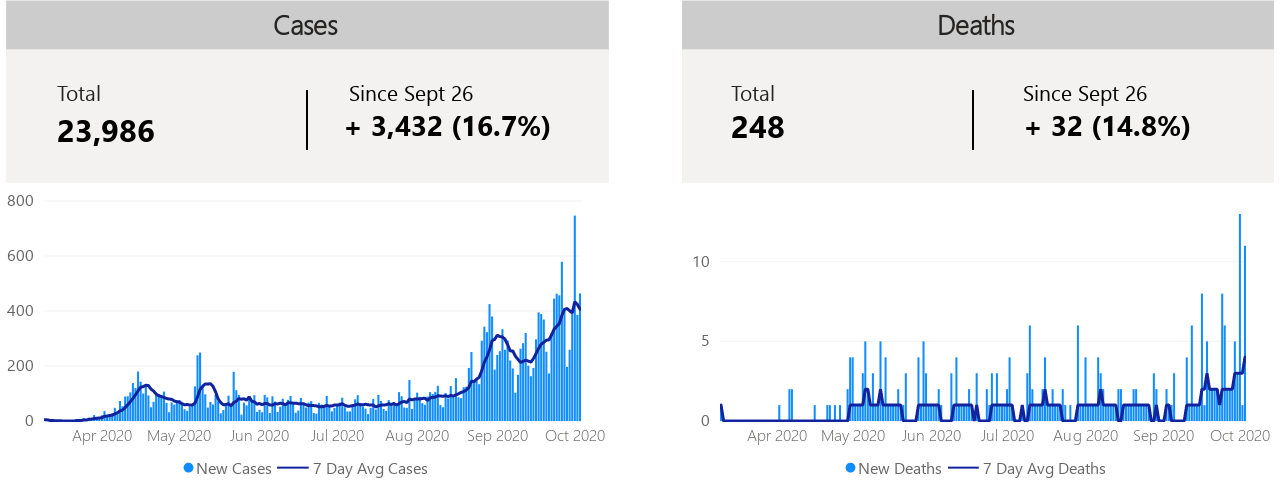 Cases
Total
Since Sept 26
23,986
+ 3,432 (16.7%)
800
600
400
200
0
Apr 2020 May 2020 Jun 2020 Jul 2020 Aug 2020 Sep 2020 Oct 2020
New Cases 7 Day Avg Cases
Deaths
Total
Since Sept 26
248
+ 32 (14.8%)
10
5
0
Apr 2020 May 2020 Jun 2020 Jul 2020 Aug 2020 Sep 2020 Oct 2020
New Deaths 7 Day Avg Deaths